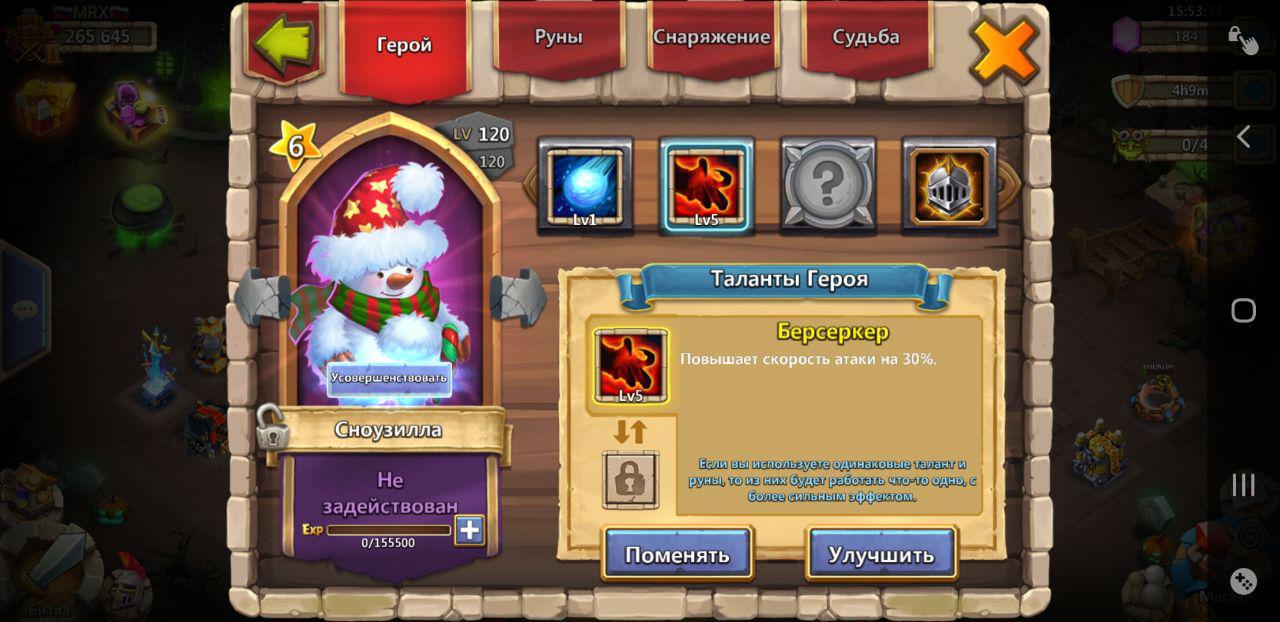 MRX
265 645
Герой
Руны
Снаряжение
Судьба
15:53:34
184
4h9m
0/4
6
LV 120
120
Lv1
Lv5
?
Таланты Героя
Берсеркер
Повышает скорость атаки на 30%.
Lv5
Усовершенствовать
Сноузилла
Не
задействован
Exp
0/155500
Если вы используете одинаковые талант и
руны, то из них будет работать что-то одно, с
более сильным эффектом.
Поменять
Улучшить
Битва